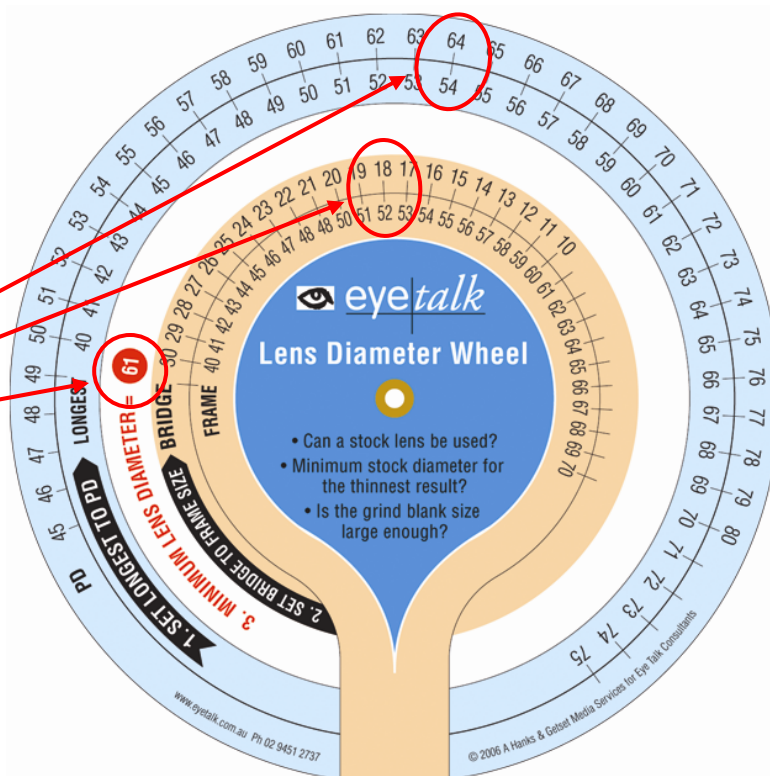 PD 45 46 47 48 49 50 51 52 53 54 55 56 57 58 59 60 61 62 63 64 65 66 67 68 69 70 71 72 73 74 75 76 77 78 79 80
LONGEST 40 41 42 43 44 45 46 47 48 49 50 51 52 53 54 55 56 57 58 59 60 61 62 63 64 65 66 67 68 69 70 71 72 73 74 75
1. SET LONGEST TO PD
3. MINIMUM LENS DIAMETER= 61
2. SET BRIDGE TO FRAME SIZE
BRIDGE 30 29 28 27 26 25 24 23 22 21 20 19 18 17 16 15 14 13 12 11 10
FRAME 40 41 42 43 44 45 46 47 48 48 50 51 52 53 54 55 56 57 58 59 60 61 62 63 64 65 66 67 68 69 70
eyetalk
Lens Diameter Wheel
• Can a stock lens be used?
• Minimum stock diameter for
the thinnest result?
• Is the grind blank size
large enough?
www.eyetalk.com.au Ph 02 9451 2737
© 2006 A Hanks & Getset Media Services for Eye Talk Consultants